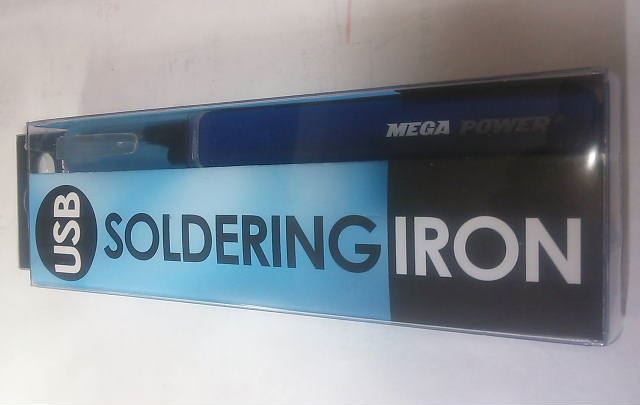 MEGA POWER
USB SOLDERING IRON